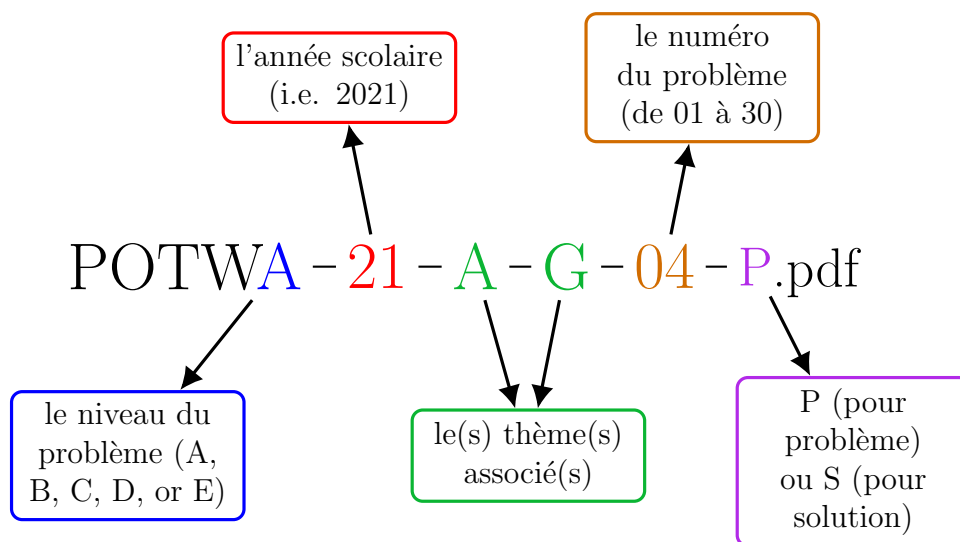 l'année scolaire
(i.e. 2021)
le numéro
du problème
(de 01 à 30)
POTWA – 21 – A – G – 04 – P.pdf
le niveau du
problème (A,
B, C, D, or E)
le(s) thème(s)
associé(s)
P (pour
problème)
ou S (pour
solution)